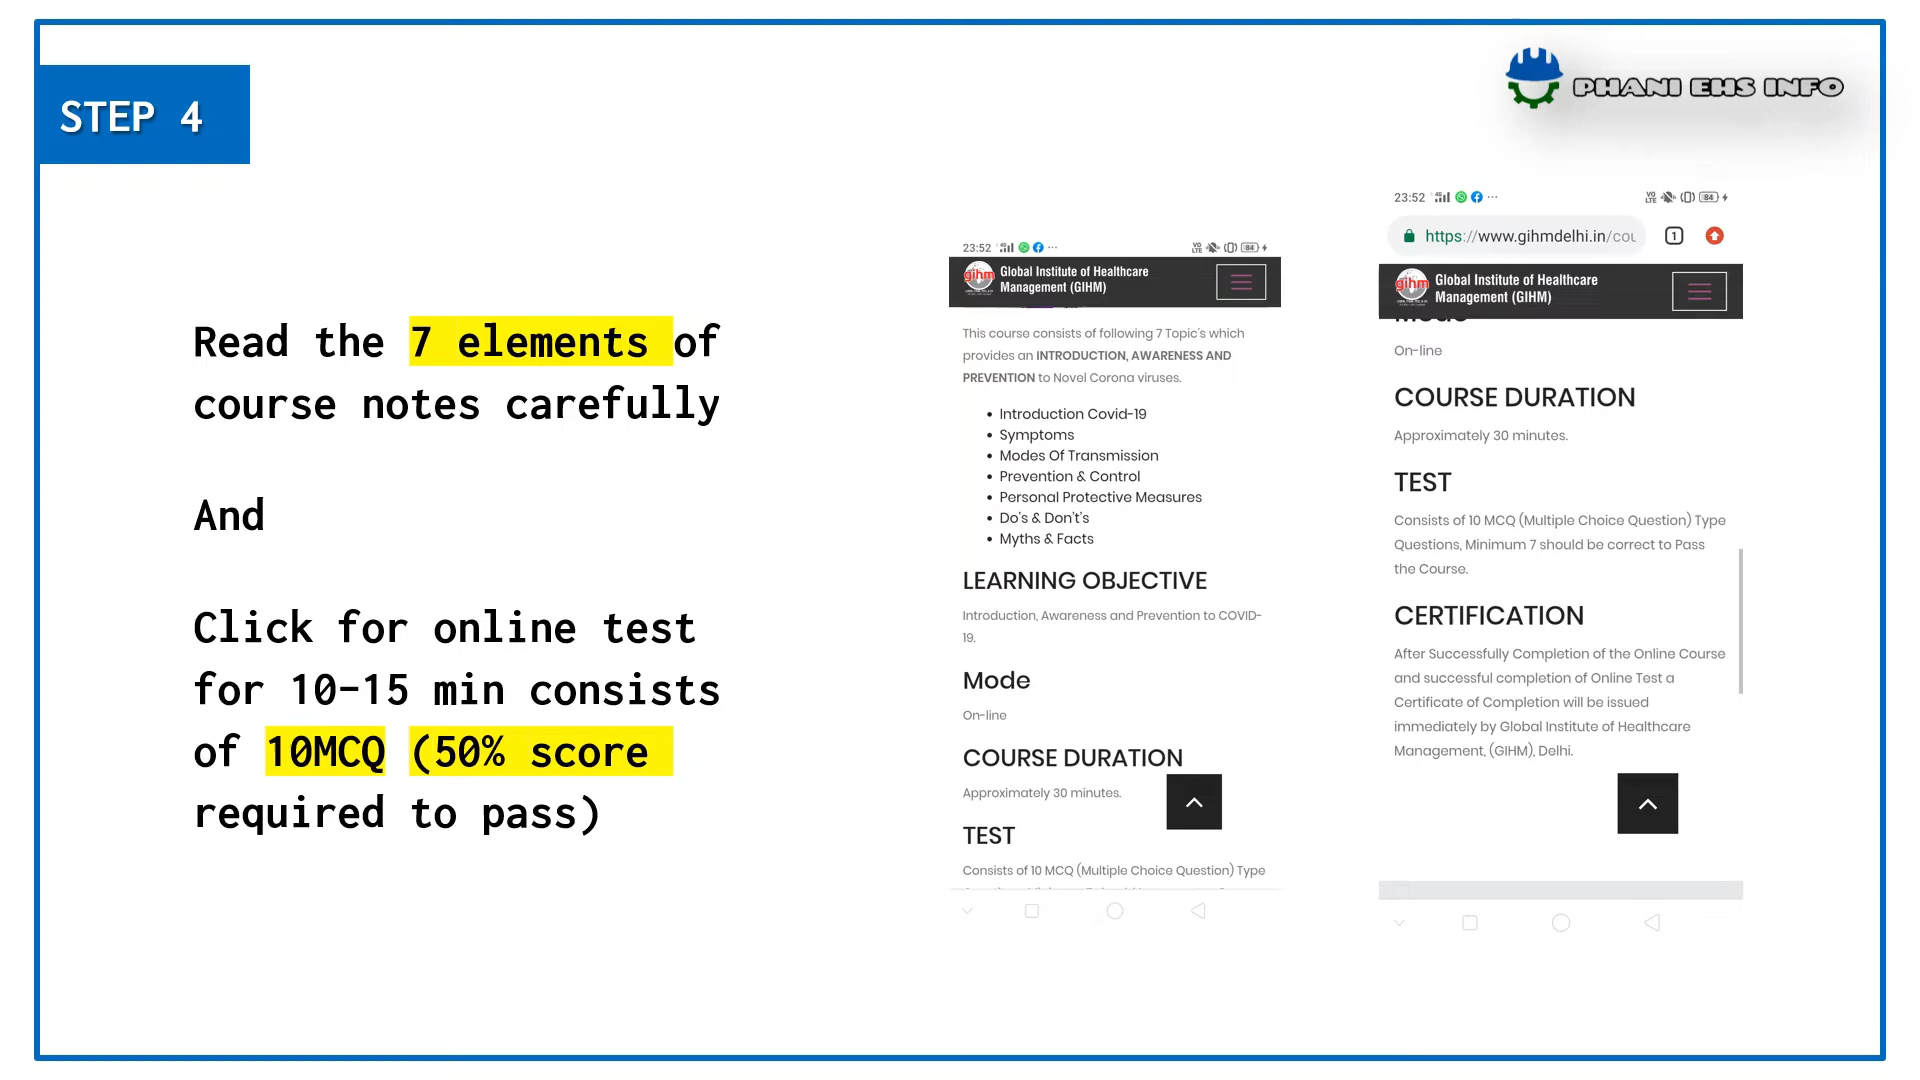 STEP 4
PHANI EHS INFO
Read the 7 elements of
course notes carefully
And
Click for online test
for 10-15 min consists
of 10MCQ (50% score
required to pass)
23:52
84
gihm
Global Institute of Healthcare
Management (GIHM)
This course consists of following 7 Topic's which
provides an INTRODUCTION, AWARENESS AND
PREVENTION to Novel Corona viruses.
• Introduction Covid-19
• Symptoms
• Modes Of Transmission
• Prevention & Control
• Personal Protective Measures
• Do's & Don't's
• Myths & Facts
LEARNING OBJECTIVE
Introduction, Awareness and Prevention to COVID-
19.
Mode
On-line
COURSE DURATION
Approximately 30 minutes.
TEST
Consists of 10 MCQ (Multiple Choice Question) Type
23:52
84
https://www.gihmdelhi.in/cou
1
gihm
Global Institute of Healthcare
Management (GIHM)
Mode
On-line
COURSE DURATION
Approximately 30 minutes.
TEST
Consists of 10 MCQ (Multiple Choice Question) Type
Questions, Minimum 7 should be correct to Pass
the Course.
CERTIFICATION
After Successfully Completion of the Online Course
and successful completion of Online Test a
Certificate of Completion will be issued
immediately by Global Institute of Healthcare
Management, (GIHM), Delhi.